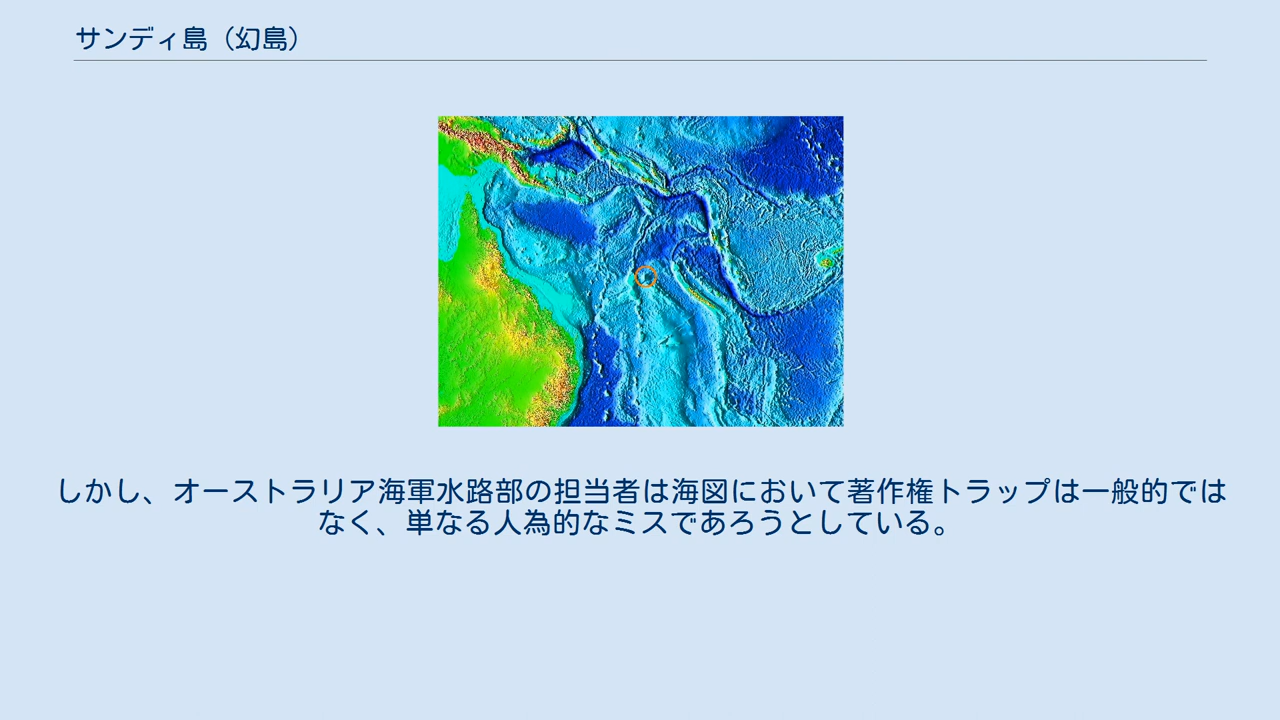 サンディ島（幻島）
しかし、オーストラリア海軍水路部の担当者は海図において著作権トラップは一般的では
なく、単なる人為的なミスであろうとしている。